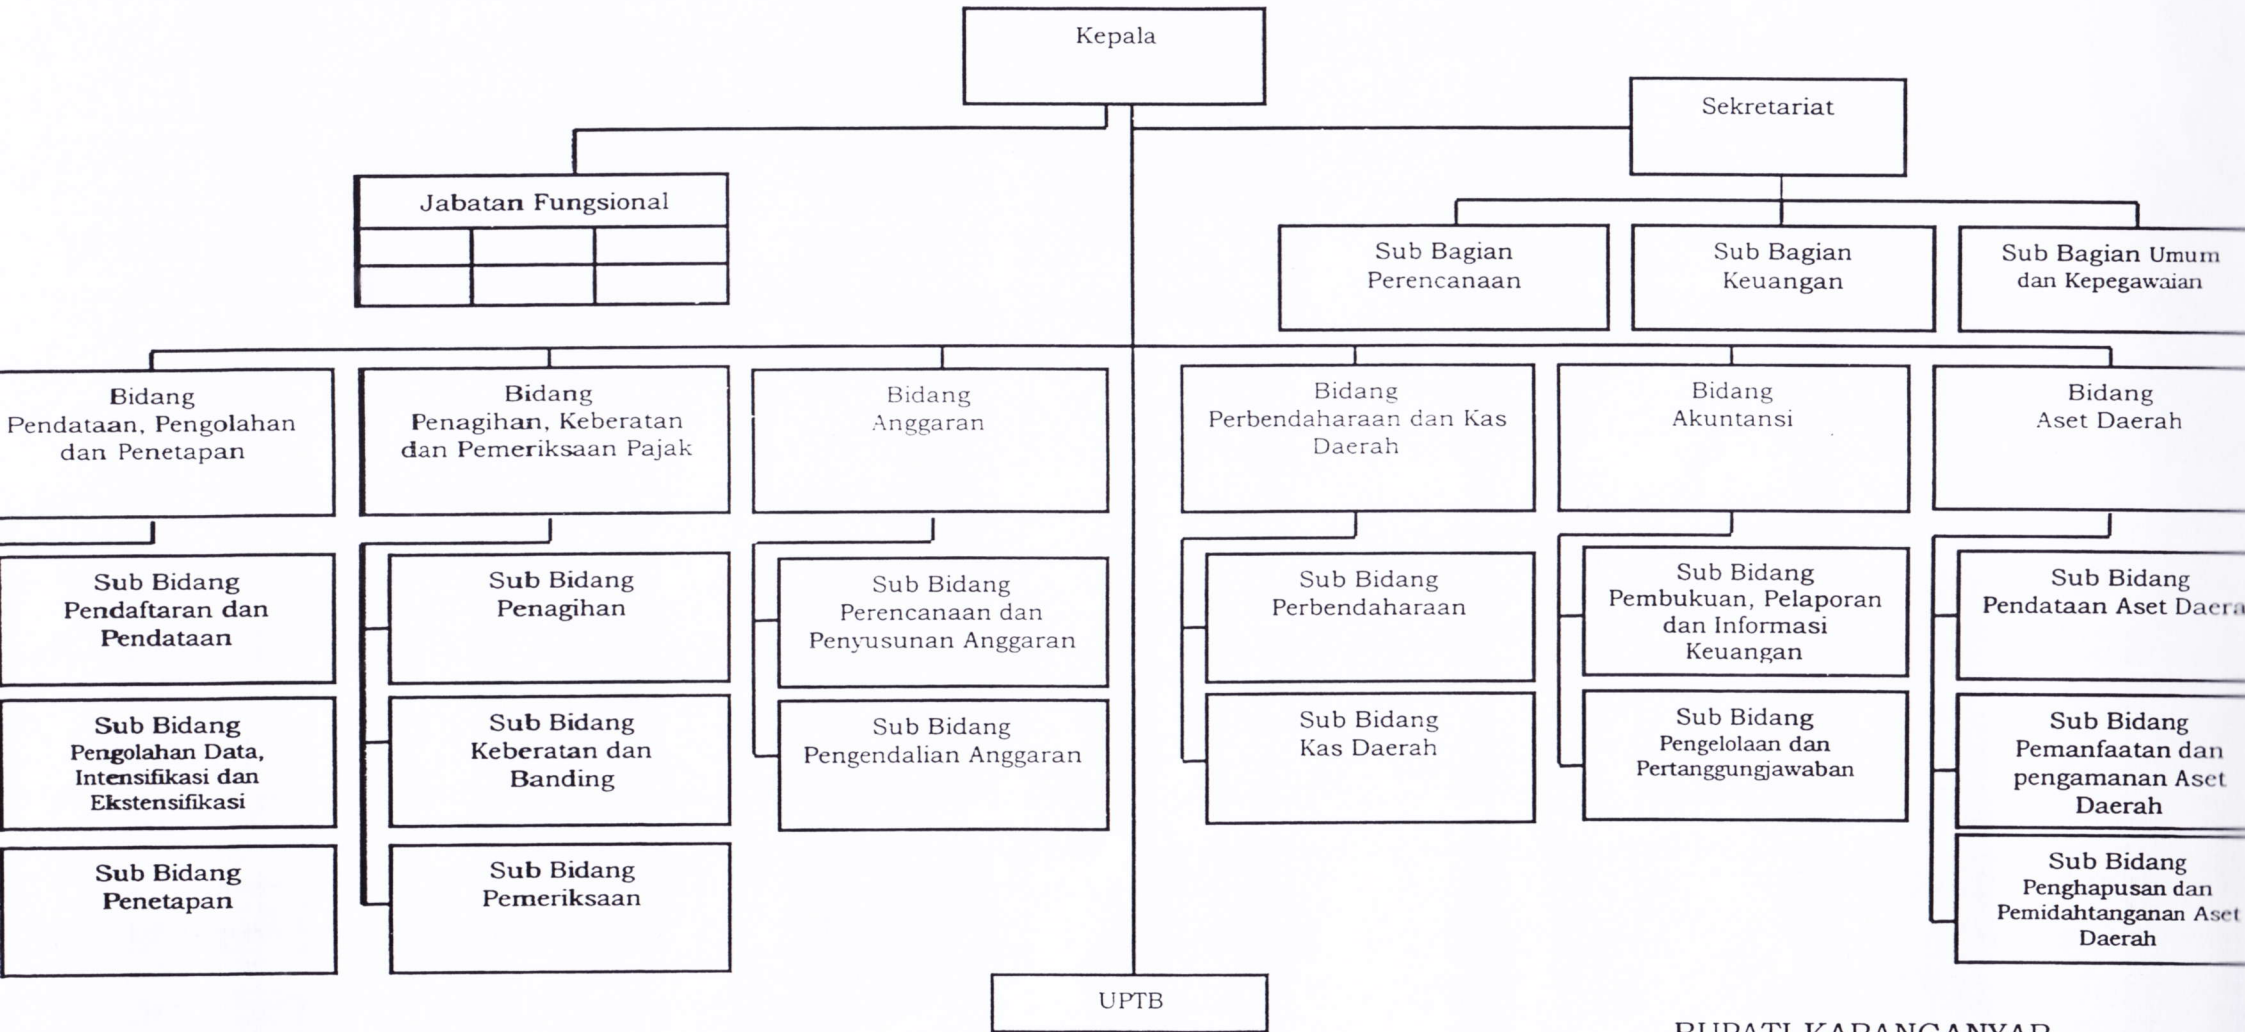 Kepala
Sekretariat
Jabatan Fungsional
Sub Bagian
Perencanaan
Sub Bagian
Keuangan
Sub Bagian Umum
dan Kepegawaian
Bidang
Pendataan, Pengolahan
dan Penetapan
Bidang
Penagihan, Keberatan
dan Pemeriksaan Pajak
Bidang
Anggaran
Bidang
Perbendaharaan dan Kas
Daerah
Bidang
Akuntansi
Bidang
Aset Daerah
Sub Bidang
Pendaftaran dan
Pendataan
Sub Bidang
Pengolahan Data,
Intensifikasi dan
Ekstensifikasi
Sub Bidang
Penetapan
Sub Bidang
Penagihan
Sub Bidang
Keberatan dan
Banding
Sub Bidang
Pemeriksaan
Sub Bidang
Perencanaan dan
Penyusunan Anggaran
Sub Bidang
Pengendalian Anggaran
Sub Bidang
Perbendaharaan
Sub Bidang
Kas Daerah
Sub Bidang
Pembukuan, Pelaporan
dan Informasi
Keuangan
Sub Bidang
Pengelolaan dan
Pertanggungjawaban
Sub Bidang
Pendataan Aset Daera
Sub Bidang
Pemanfaatan dan
pengamanan Aset
Daerah
Sub Bidang
Penghapusan dan
Pemidahtanganan Aset
Daerah
UPTB
BUPATI KARANGANYAR